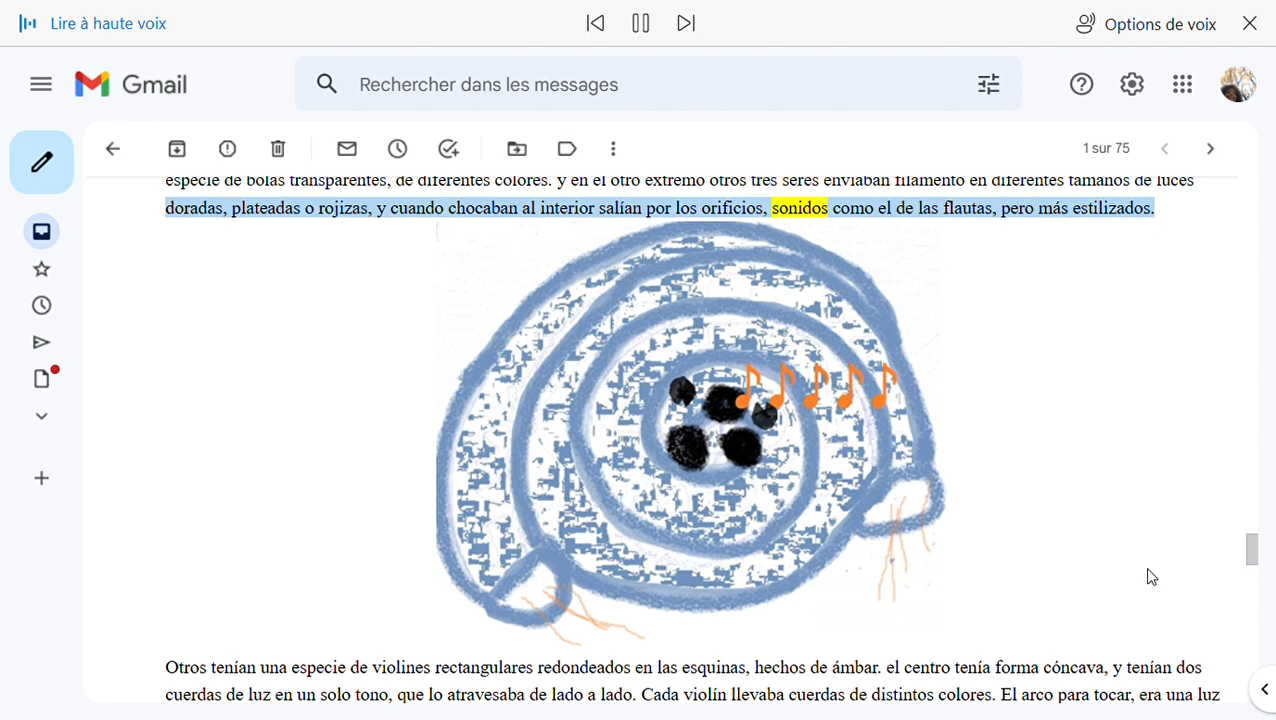 Lire à haute voix
Options de voix
Gmail
Rechercher dans les messages
1 sur 75
especie de bolas transparentes, de diferentes colores. y en el otro extremo otros tres seres enviaban filamento en diferentes tamaños de luces
doradas, plateadas o rojizas, y cuando chocaban al interior salían por los orificios, sonidos como el de las flautas, pero más estilizados.
Otros tenían una especie de violines rectangulares redondeados en las esquinas, hechos de ámbar. el centro tenía forma cóncava, y tenían dos
cuerdas de luz en un solo tono, que lo atravesaba de lado a lado. Cada violín llevaba cuerdas de distintos colores. El arco para tocar, era una luz